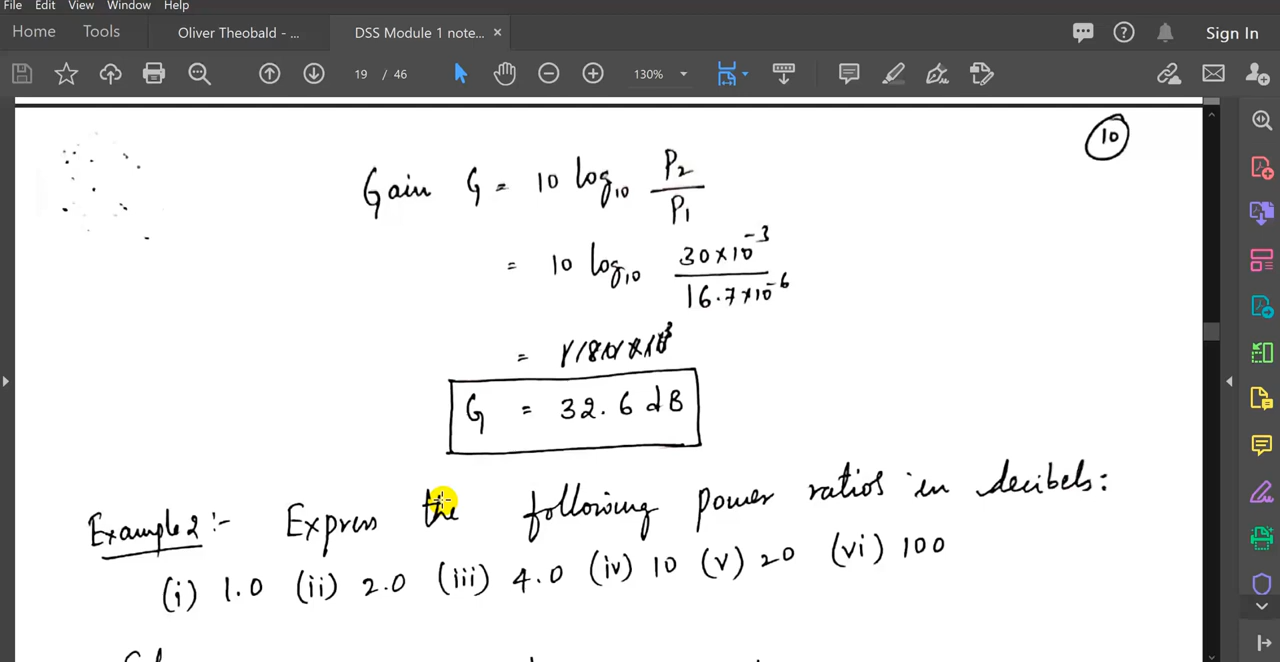 File Edit View Window Help
Home Tools Oliver Theobald - ... DSS Module 1 note... × Sign In
19 / 46 130%
10
Gain G = 10 log₁₀ P₂/P₁
= 10 log₁₀ 30×10⁻³/16.7×10⁻⁶
=
G = 32.6 dB
Example 2 :- Express the following power ratios in decibels:
(i) 1.0 (ii) 2.0 (iii) 4.0 (iv) 10 (v) 20 (vi) 100